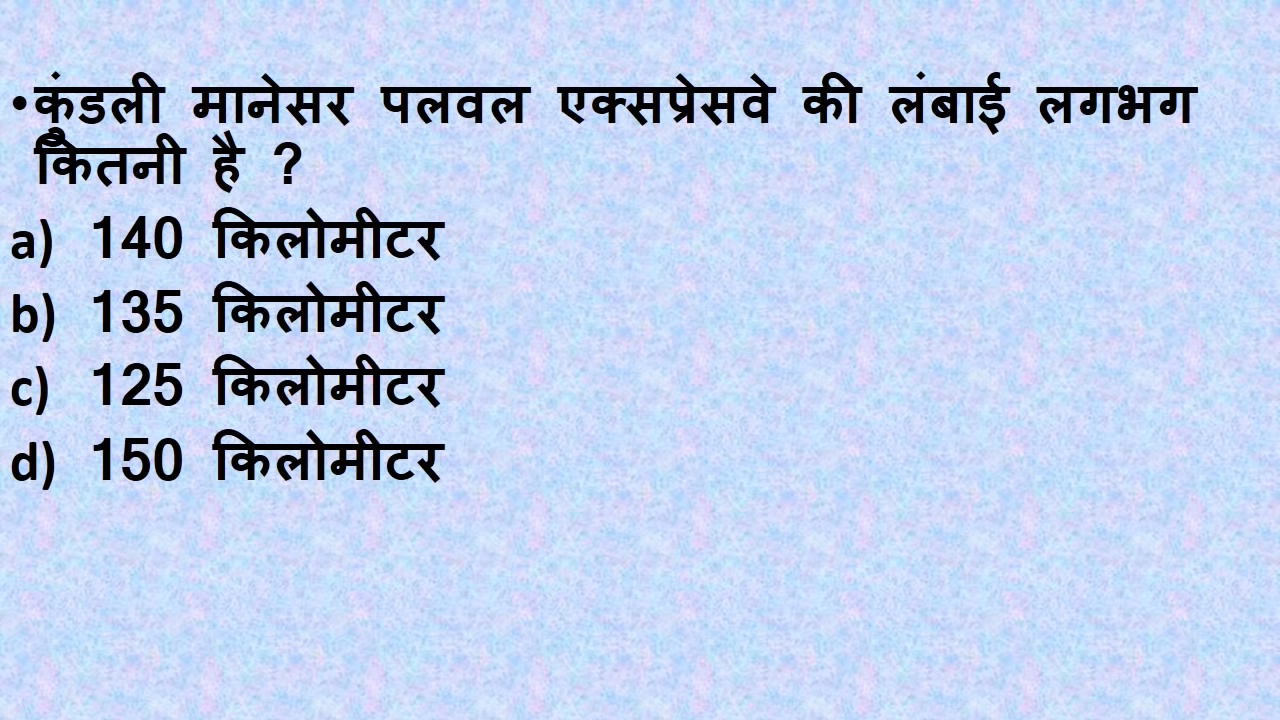 •कुंडली मानेसर पलवल एक्सप्रेसवे की लंबाई लगभग
कितनी है ?
a) 140 किलोमीटर
b) 135 किलोमीटर
c) 125 किलोमीटर
d) 150 किलोमीटर